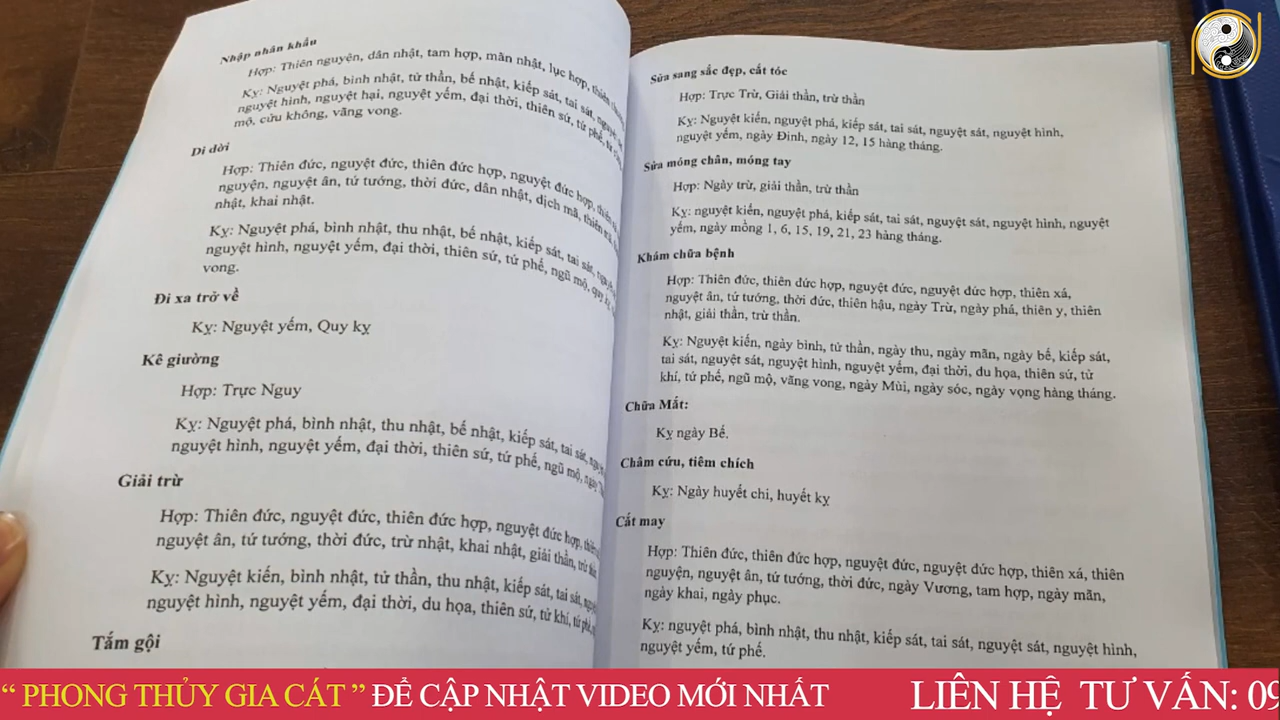 Nhập nhân khẩu
Hợp: Thiên nguyện, dân nhật, tam hợp, mãn nhật, lục hợp,
Kỵ: Nguyệt phá, bình nhật, tử thần, bế nhật, kiếp sát, tai sát,
nguyệt hình, nguyệt hại, nguyệt yếm, đại thời, thiên sứ, tứ phế,
mộ, cửu không, vãng vong.
Di dời
Hợp: Thiên đức, nguyệt đức, thiên đức hợp, nguyệt đức hợp,
nguyện, nguyệt ân, tứ tướng, thời đức, dân nhật, dịch mã,
nhật, khai nhật.
Kỵ: Nguyệt phá, bình nhật, thu nhật, bế nhật, kiếp sát, tai sát,
nguyệt hình, nguyệt yếm, đại thời, thiên sứ, tứ phế, ngũ mộ,
vong.
Đi xa trở về
Kỵ: Nguyệt yếm, Quy kỵ
Kê giường
Hợp: Trực Nguy
Kỵ: Nguyệt phá, bình nhật, thu nhật, bế nhật, kiếp sát, tai sát,
nguyệt hình, nguyệt yếm, đại thời, thiên sứ, tứ phế, ngũ mộ, ngày
Giải trừ
Hợp: Thiên đức, nguyệt đức, thiên đức hợp, nguyệt đức hợp,
nguyệt ân, tứ tướng, thời đức, trừ nhật, khai nhật, giải thần,
Kỵ: Nguyệt kiến, bình nhật, tử thần, thu nhật, kiếp sát, tai sát,
nguyệt hình, nguyệt yếm, đại thời, du họa, thiên sứ, tử khí, tứ phế,
Tắm gội
Sửa sang sắc đẹp, cắt tóc
Hợp: Trực Trừ, Giải thần, trừ thần
Kỵ: Nguyệt kiến, nguyệt phá, kiếp sát, tai sát, nguyệt sát, nguyệt hình,
nguyệt yếm, ngày Đinh, ngày 12, 15 hàng tháng.
Sửa móng chân, móng tay
Hợp: Ngày trừ, giải thần, trừ thần
Kỵ: nguyệt kiến, nguyệt phá, kiếp sát, tai sát, nguyệt sát, nguyệt hình, nguyệt
yếm, ngày mồng 1, 6, 15, 19, 21, 23 hàng tháng.
Khám chữa bệnh
Hợp: Thiên đức, thiên đức hợp, nguyệt đức, nguyệt đức hợp, thiên xá,
nguyệt ân, tứ tướng, thời đức, thiên hậu, ngày Trừ, ngày phá, thiên y, thiên
nhật, giải thần, trừ thần.
Kỵ: Nguyệt kiến, ngày bình, tử thần, ngày thu, ngày mãn, ngày bế, kiếp sát,
tai sát, nguyệt sát, nguyệt hình, nguyệt yếm, đại thời, du họa, thiên sứ, tử
khí, tứ phế, ngũ mộ, vãng vong, ngày Mùi, ngày sóc, ngày vọng hàng tháng.
Chữa Mắt:
Kỵ ngày Bế.
Châm cứu, tiêm chích
Kỵ: Ngày huyết chi, huyết kỵ
Cắt may
Hợp: Thiên đức, thiên đức hợp, nguyệt đức, nguyệt đức hợp, thiên xá, thiên
nguyện, nguyệt ân, tứ tướng, thời đức, ngày Vương, tam hợp, ngày mãn,
ngày khai, ngày phục.
Kỵ: nguyệt phá, bình nhật, thu nhật, kiếp sát, tai sát, nguyệt sát, nguyệt hình,
nguyệt yếm, tứ phế.
“ PHONG THỦY GIA CÁT ” ĐỂ CẬP NHẬT VIDEO MỚI NHẤT LIÊN HỆ TƯ VẤN: 09